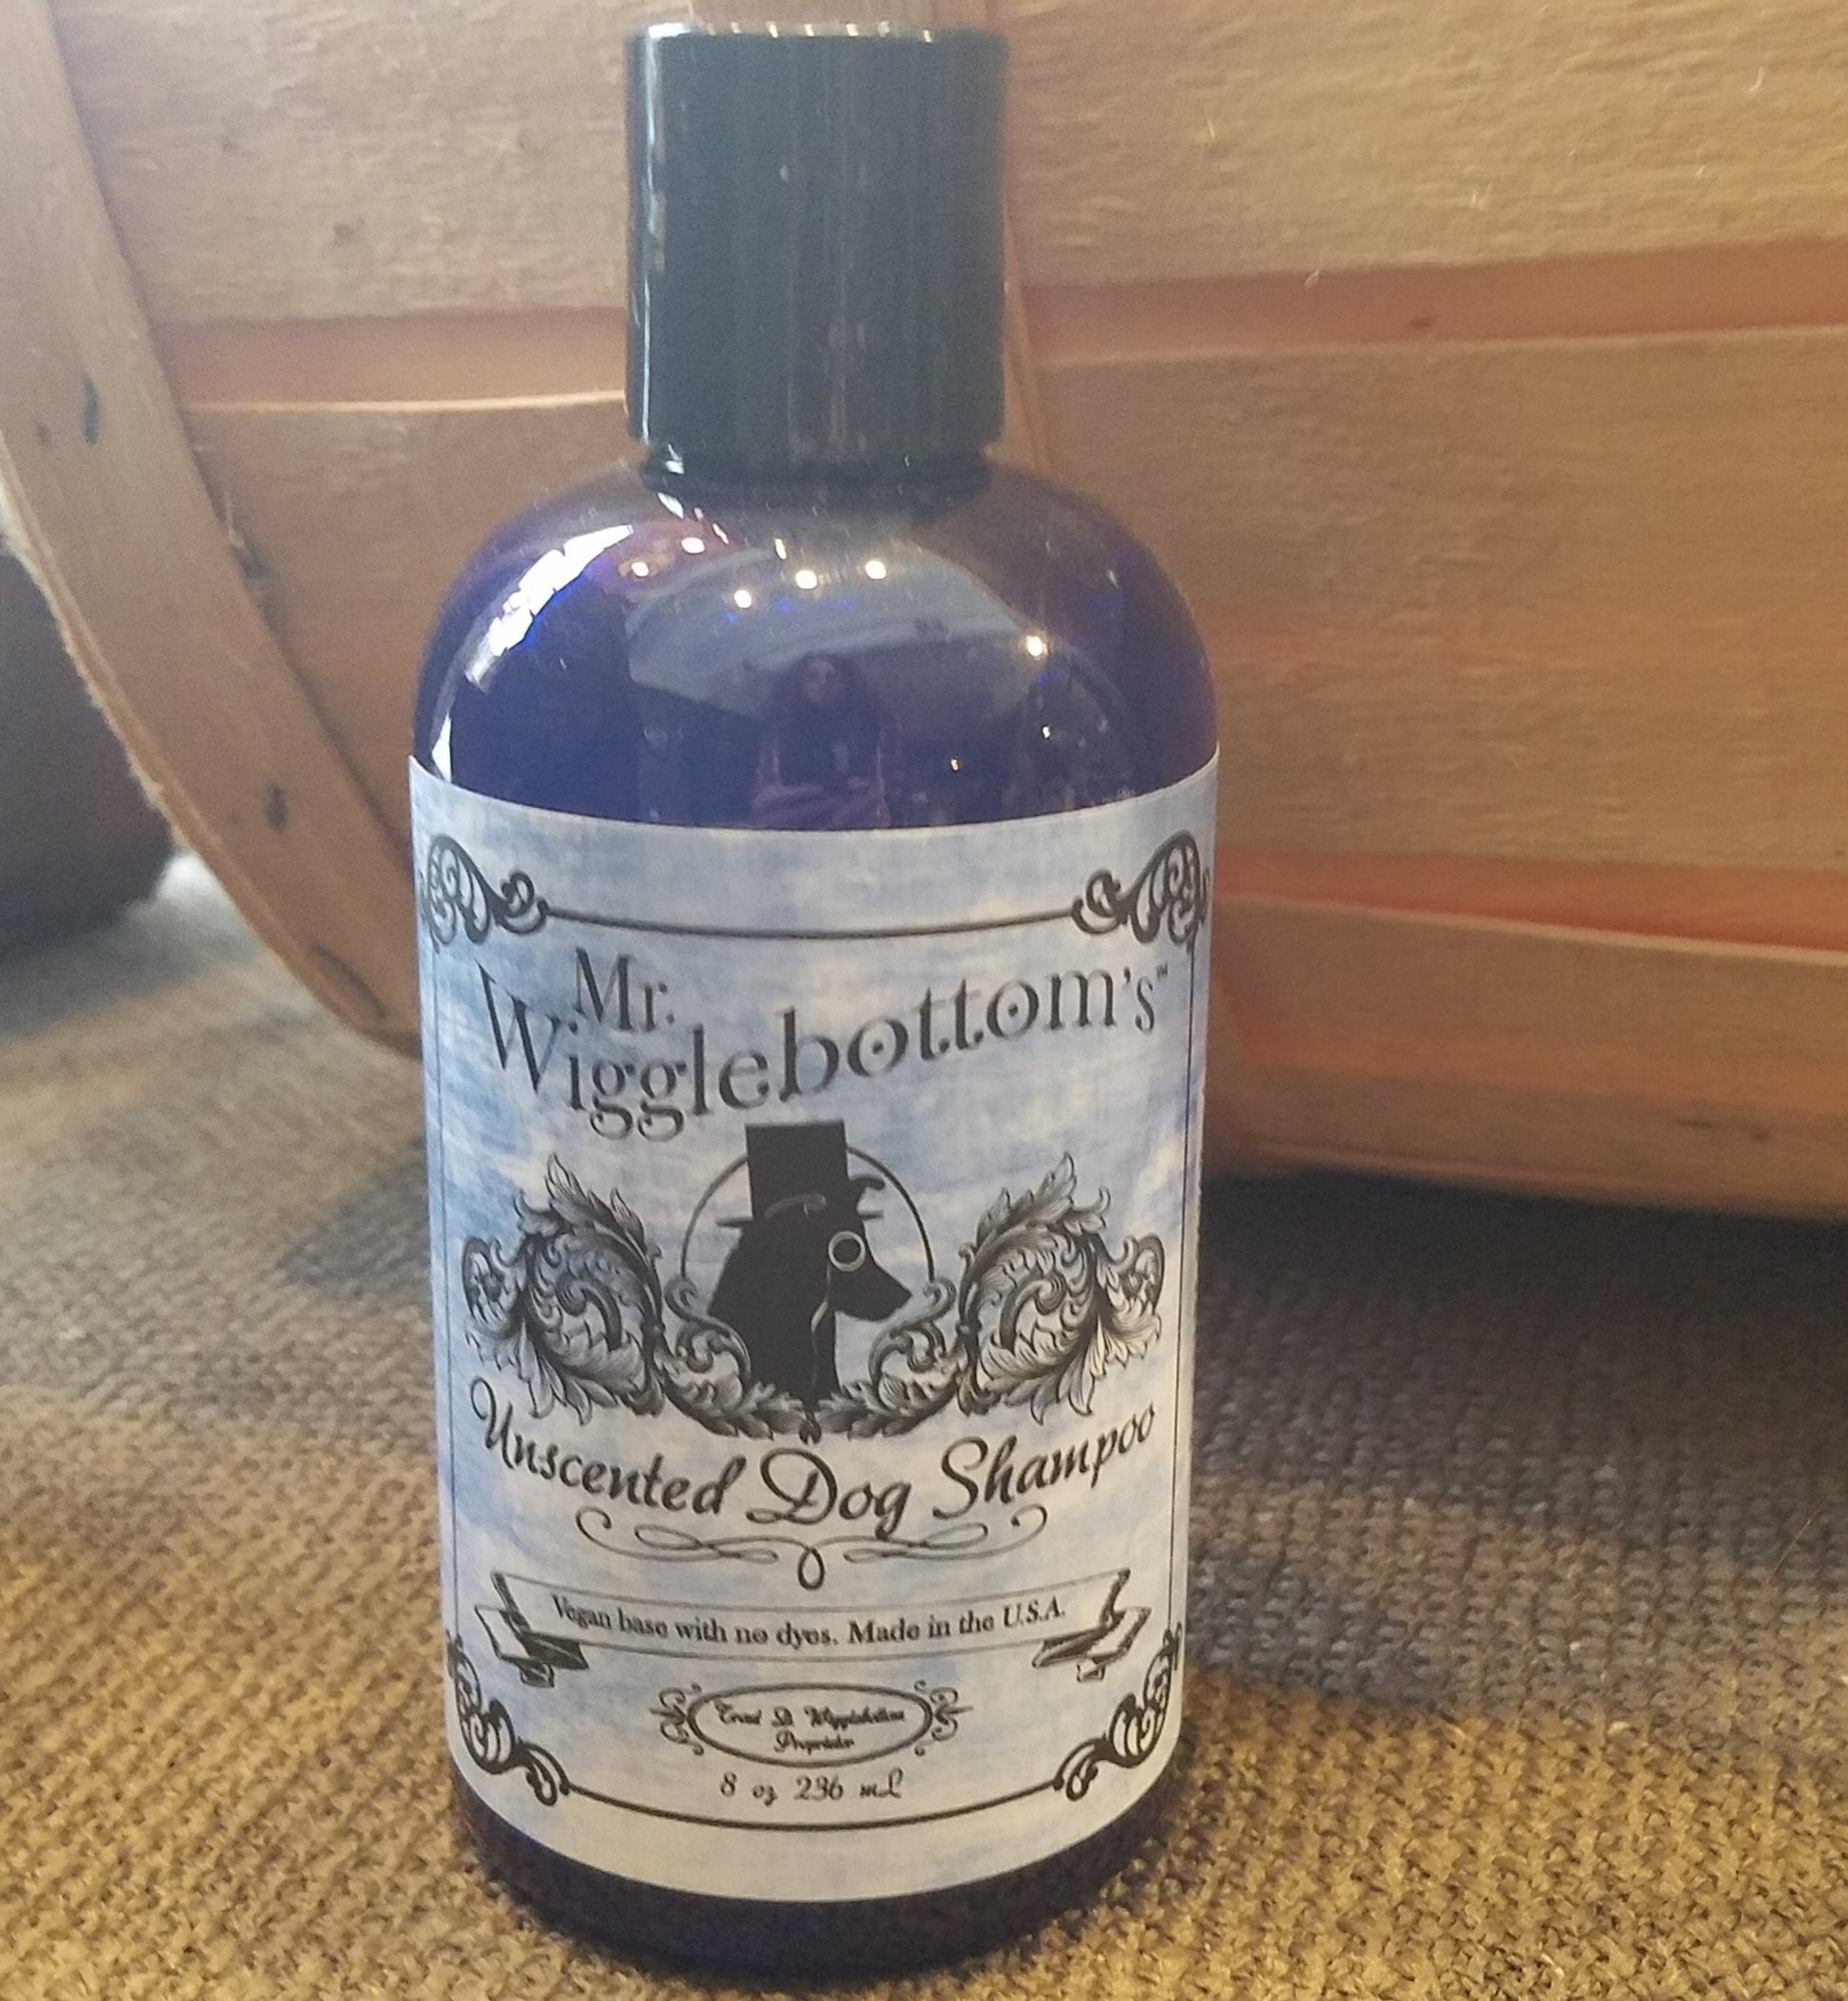 Mr.
Wigglebottom's™
Unscented Dog Shampoo
Vegan base with no dyes. Made in the U.S.A.
Wigglebottom
Proprietor
8 oz 236 mL